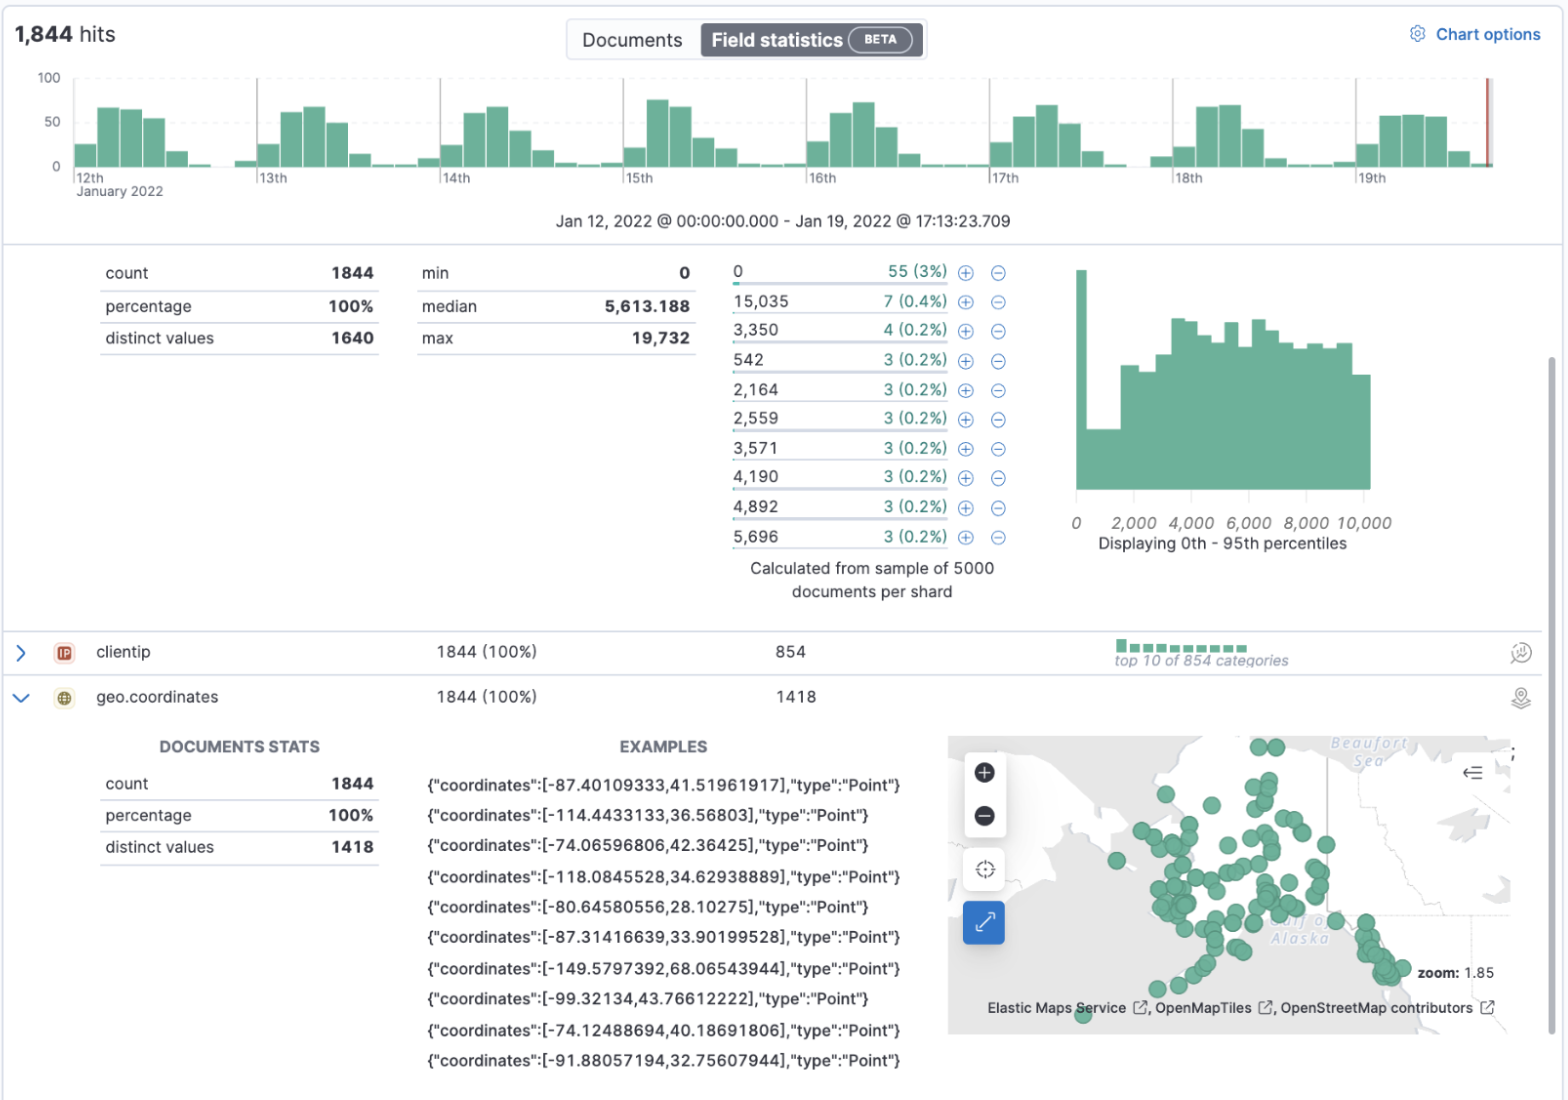 1,844 hits
Documents
Field statistics BETA
Chart options
100
50
0
12th
January 2022
13th
14th
15th
16th
17th
18th
19th
Jan 12, 2022 @ 00:00:00.000 - Jan 19, 2022 @ 17:13:23.709
count 1844
percentage 100%
distinct values 1640
min 0
median 5,613.188
max 19,732
0 55 (3%)
15,035 7 (0.4%)
3,350 4 (0.2%)
542 3 (0.2%)
2,164 3 (0.2%)
2,559 3 (0.2%)
3,571 3 (0.2%)
4,190 3 (0.2%)
4,892 3 (0.2%)
5,696 3 (0.2%)
Calculated from sample of 5000
documents per shard
0 2,000 4,000 6,000 8,000 10,000
Displaying 0th - 95th percentiles
IP clientip 1844 (100%) 854
top 10 of 854 categories
geo.coordinates 1844 (100%) 1418
DOCUMENTS STATS
count 1844
percentage 100%
distinct values 1418
EXAMPLES
{"coordinates":[-87.40109333,41.51961917],"type":"Point"}
{"coordinates":[-114.4433133,36.56803],"type":"Point"}
{"coordinates":[-74.06596806,42.36425],"type":"Point"}
{"coordinates":[-118.0845528,34.62938889],"type":"Point"}
{"coordinates":[-80.64580556,28.10275],"type":"Point"}
{"coordinates":[-87.31416639,33.90199528],"type":"Point"}
{"coordinates":[-149.5797392,68.06543944],"type":"Point"}
{"coordinates":[-99.32134,43.76612222],"type":"Point"}
{"coordinates":[-74.12488694,40.18691806],"type":"Point"}
{"coordinates":[-91.88057194,32.75607944],"type":"Point"}
Beaufort
Sea
Gulf of
Alaska
zoom: 1.85
Elastic Maps Service , OpenMapTiles , OpenStreetMap contributors